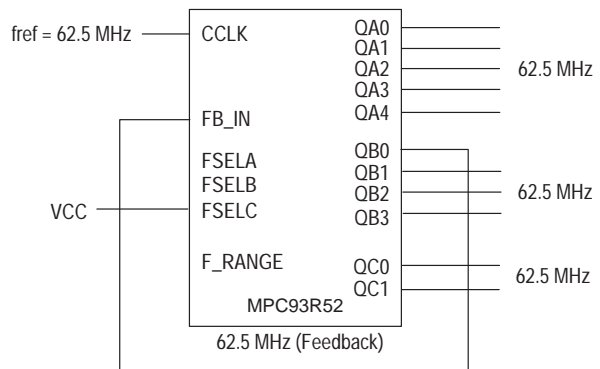 fref = 62.5 MHz
CCLK
QA0
QA1
QA2
QA3
QA4
62.5 MHz
FB_IN
QB0
QB1
QB2
QB3
62.5 MHz
FSELA
FSELB
VCC
FSELC
F_RANGE
QC0
QC1
62.5 MHz
MPC93R52
62.5 MHz (Feedback)